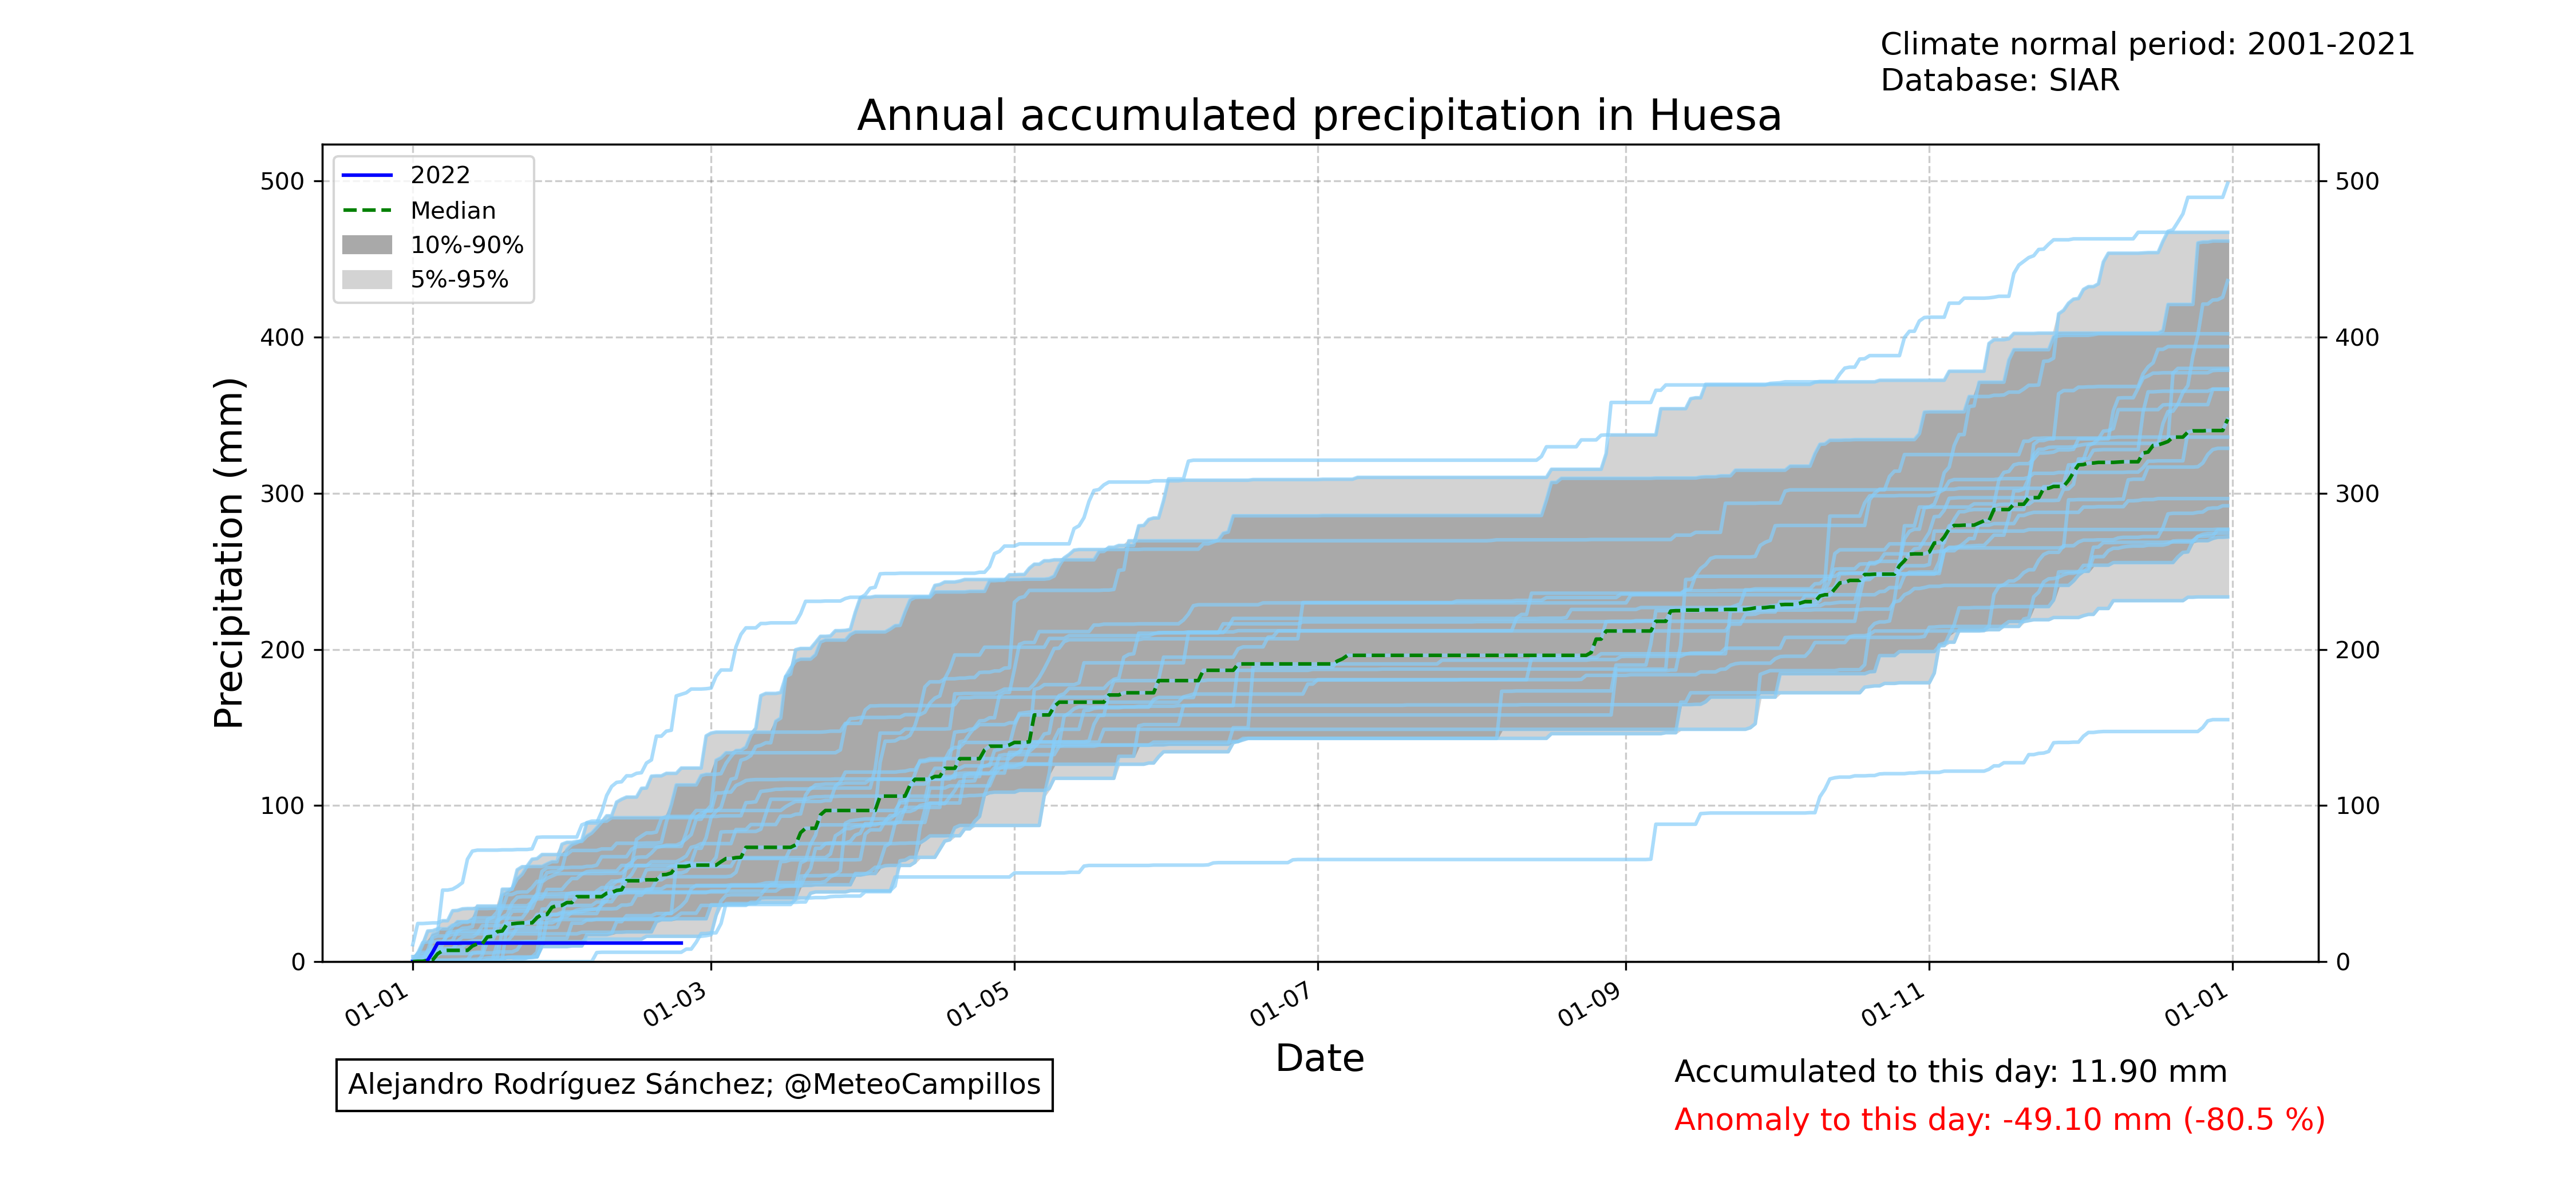 Climate normal period: 2001-2021
Database: SIAR
Annual accumulated precipitation in Huesa
2022
Median
10%-90%
5%-95%
Precipitation (mm)
500
400
300
200
100
0
500
400
300
200
100
0
01-01
01-03
01-05
01-07
01-09
01-11
01-01
Date
Alejandro Rodríguez Sánchez; @MeteoCampillos
Accumulated to this day: 11.90 mm
Anomaly to this day: -49.10 mm (-80.5 %)